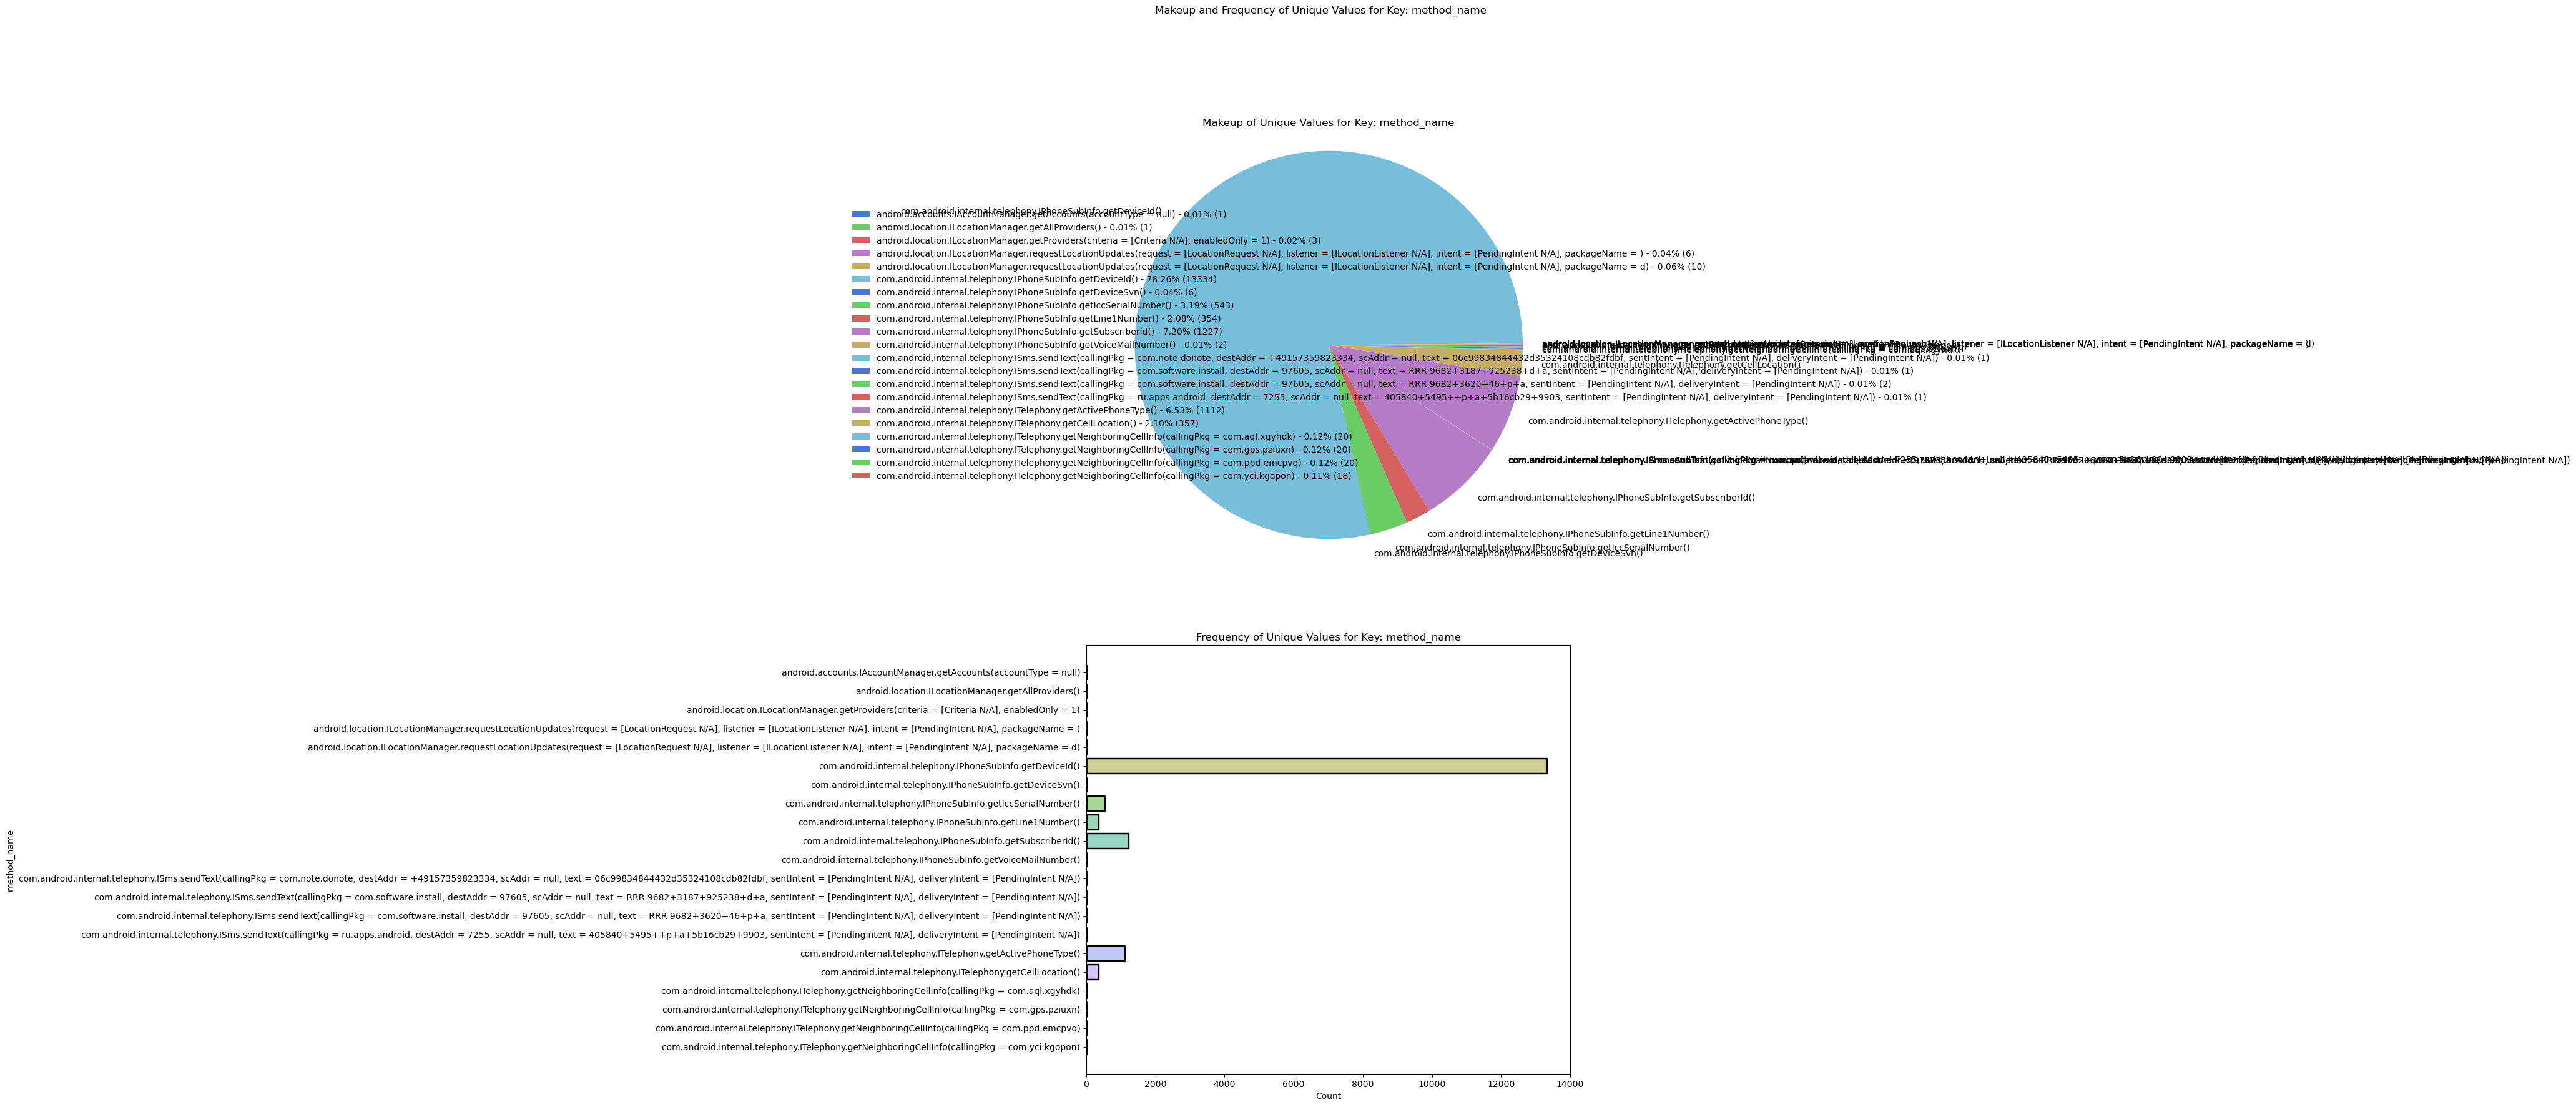 Makeup and Frequency of Unique Values for Key: method_name
Makeup of Unique Values for Key: method_name
com.android.internal.telephony.IPhoneSubInfo.getDeviceId()
android.accounts.IAccountManager.getAccounts(accountType = null) - 0.01% (1)
android.location.ILocationManager.getAllProviders() - 0.01% (1)
android.location.ILocationManager.getProviders(criteria = [Criteria N/A], enabledOnly = 1) - 0.02% (3)
android.location.ILocationManager.requestLocationUpdates(request = [LocationRequest N/A], listener = [ILocationListener N/A], intent = [PendingIntent N/A], packageName = ) - 0.04% (6)
android.location.ILocationManager.requestLocationUpdates(request = [LocationRequest N/A], listener = [ILocationListener N/A], intent = [PendingIntent N/A], packageName = d) - 0.06% (10)
com.android.internal.telephony.IPhoneSubInfo.getDeviceId() - 78.26% (13334)
com.android.internal.telephony.IPhoneSubInfo.getDeviceSvn() - 0.04% (6)
com.android.internal.telephony.IPhoneSubInfo.getIccSerialNumber() - 3.19% (543)
com.android.internal.telephony.IPhoneSubInfo.getLine1Number() - 2.08% (354)
com.android.internal.telephony.IPhoneSubInfo.getSubscriberId() - 7.20% (1227)
com.android.internal.telephony.IPhoneSubInfo.getVoiceMailNumber() - 0.01% (2)
com.android.internal.telephony.ISms.sendText(callingPkg = com.note.donote, destAddr = +49157359823334, scAddr = null, text = 06c99834844432d35324108cdb82fdbf, sentIntent = [PendingIntent N/A], deliveryIntent = [PendingIntent N/A]) - 0.01% (1)
com.android.internal.telephony.ISms.sendText(callingPkg = com.software.install, destAddr = 97605, scAddr = null, text = RRR 9682+3187+925238+d+a, sentIntent = [PendingIntent N/A], deliveryIntent = [PendingIntent N/A]) - 0.01% (1)
com.android.internal.telephony.ISms.sendText(callingPkg = com.software.install, destAddr = 97605, scAddr = null, text = RRR 9682+3620+46+p+a, sentIntent = [PendingIntent N/A], deliveryIntent = [PendingIntent N/A]) - 0.01% (2)
com.android.internal.telephony.ISms.sendText(callingPkg = ru.apps.android, destAddr = 7255, scAddr = null, text = 405840+5495++p+a+5b16cb29+9903, sentIntent = [PendingIntent N/A], deliveryIntent = [PendingIntent N/A]) - 0.01% (1)
com.android.internal.telephony.ITelephony.getActivePhoneType() - 6.53% (1112)
com.android.internal.telephony.ITelephony.getCellLocation() - 2.10% (357)
com.android.internal.telephony.ITelephony.getNeighboringCellInfo(callingPkg = com.aql.xgyhdk) - 0.12% (20)
com.android.internal.telephony.ITelephony.getNeighboringCellInfo(callingPkg = com.gps.pziuxn) - 0.12% (20)
com.android.internal.telephony.ITelephony.getNeighboringCellInfo(callingPkg = com.ppd.emcpvq) - 0.12% (20)
com.android.internal.telephony.ITelephony.getNeighboringCellInfo(callingPkg = com.yci.kgopon) - 0.11% (18)
com.android.internal.telephony.ITelephony.getCellLocation()
com.android.internal.telephony.ITelephony.getActivePhoneType()
com.android.internal.telephony.IPhoneSubInfo.getSubscriberId()
com.android.internal.telephony.IPhoneSubInfo.getLine1Number()
com.android.internal.telephony.IPhoneSubInfo.getIccSerialNumber()
com.android.internal.telephony.IPhoneSubInfo.getDeviceSvn()
Frequency of Unique Values for Key: method_name
method_name
android.accounts.IAccountManager.getAccounts(accountType = null)
android.location.ILocationManager.getAllProviders()
android.location.ILocationManager.getProviders(criteria = [Criteria N/A], enabledOnly = 1)
android.location.ILocationManager.requestLocationUpdates(request = [LocationRequest N/A], listener = [ILocationListener N/A], intent = [PendingIntent N/A], packageName = )
android.location.ILocationManager.requestLocationUpdates(request = [LocationRequest N/A], listener = [ILocationListener N/A], intent = [PendingIntent N/A], packageName = d)
com.android.internal.telephony.IPhoneSubInfo.getDeviceId()
com.android.internal.telephony.IPhoneSubInfo.getDeviceSvn()
com.android.internal.telephony.IPhoneSubInfo.getIccSerialNumber()
com.android.internal.telephony.IPhoneSubInfo.getLine1Number()
com.android.internal.telephony.IPhoneSubInfo.getSubscriberId()
com.android.internal.telephony.IPhoneSubInfo.getVoiceMailNumber()
com.android.internal.telephony.ISms.sendText(callingPkg = com.note.donote, destAddr = +49157359823334, scAddr = null, text = 06c99834844432d35324108cdb82fdbf, sentIntent = [PendingIntent N/A], deliveryIntent = [PendingIntent N/A])
com.android.internal.telephony.ISms.sendText(callingPkg = com.software.install, destAddr = 97605, scAddr = null, text = RRR 9682+3187+925238+d+a, sentIntent = [PendingIntent N/A], deliveryIntent = [PendingIntent N/A])
com.android.internal.telephony.ISms.sendText(callingPkg = com.software.install, destAddr = 97605, scAddr = null, text = RRR 9682+3620+46+p+a, sentIntent = [PendingIntent N/A], deliveryIntent = [PendingIntent N/A])
com.android.internal.telephony.ISms.sendText(callingPkg = ru.apps.android, destAddr = 7255, scAddr = null, text = 405840+5495++p+a+5b16cb29+9903, sentIntent = [PendingIntent N/A], deliveryIntent = [PendingIntent N/A])
com.android.internal.telephony.ITelephony.getActivePhoneType()
com.android.internal.telephony.ITelephony.getCellLocation()
com.android.internal.telephony.ITelephony.getNeighboringCellInfo(callingPkg = com.aql.xgyhdk)
com.android.internal.telephony.ITelephony.getNeighboringCellInfo(callingPkg = com.gps.pziuxn)
com.android.internal.telephony.ITelephony.getNeighboringCellInfo(callingPkg = com.ppd.emcpvq)
com.android.internal.telephony.ITelephony.getNeighboringCellInfo(callingPkg = com.yci.kgopon)
0 2000 4000 6000 8000 10000 12000 14000
Count